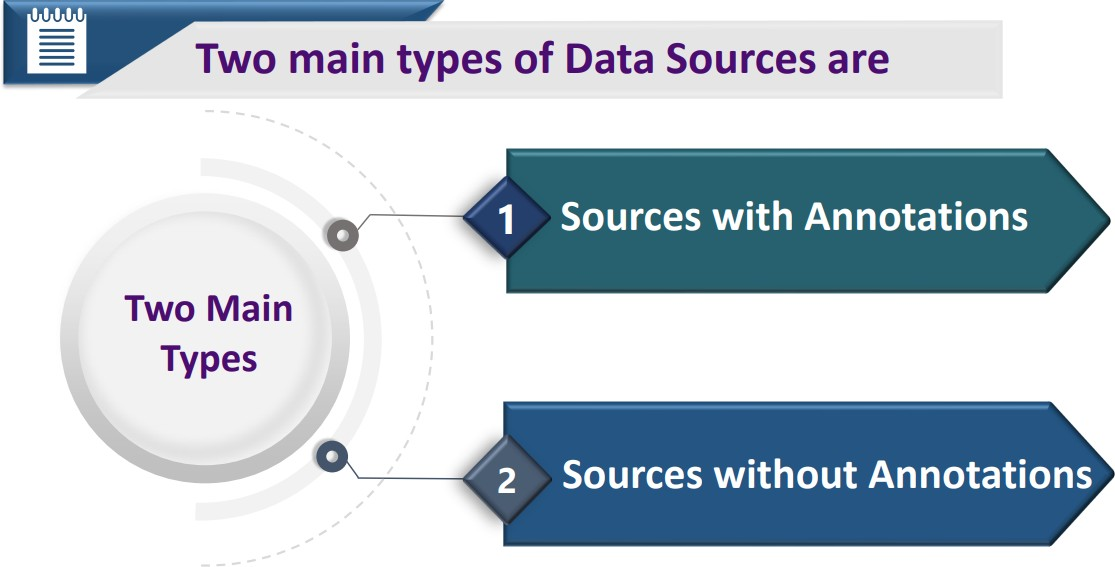 Two main types of Data Sources are
1
Sources with Annotations
Two Main
Types
2
Sources without Annotations